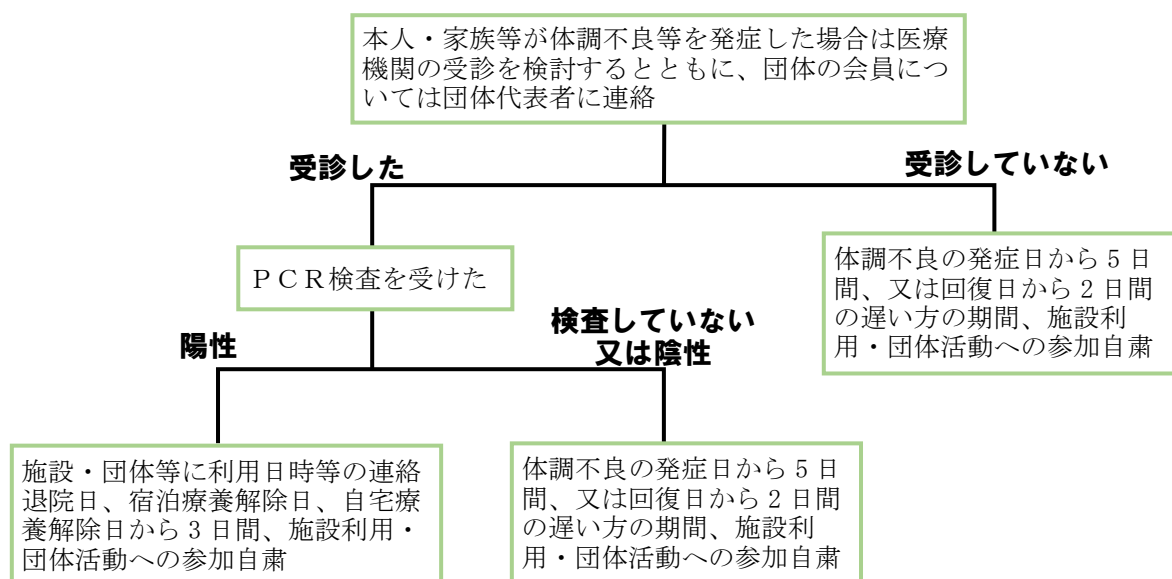 本人・家族等が体調不良等を発症した場合は医療
機関の受診を検討するとともに、団体の会員につ
いては団体代表者に連絡
受診した
受診していない
ＰＣＲ検査を受けた
体調不良の発症日から５日
間、又は回復日から２日間
の遅い方の期間、施設利
用・団体活動への参加自粛
陽性
検査していない
又は陰性
施設・団体等に利用日時等の連絡
退院日、宿泊療養解除日、自宅療
養解除日から３日間、施設利用・
団体活動への参加自粛
体調不良の発症日から５日
間、又は回復日から２日間
の遅い方の期間、施設利
用・団体活動への参加自粛